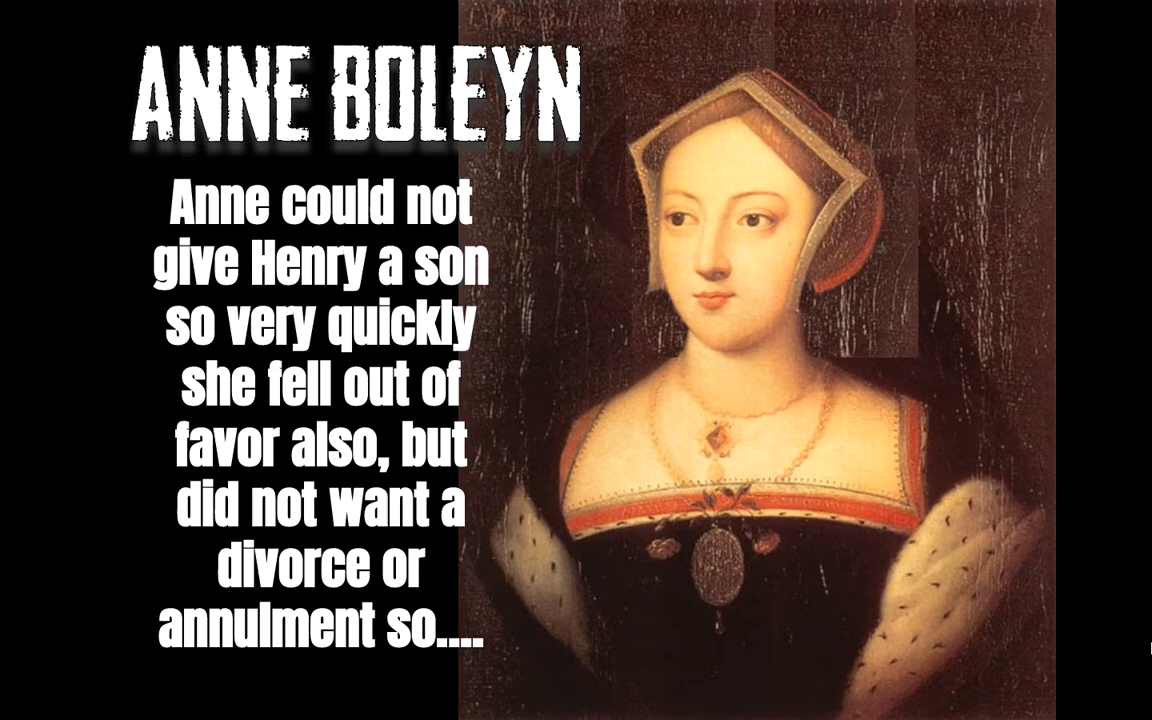 ANNE BOLEYN
Anne could not
give Henry a son
so very quickly
she fell out of
favor also, but
did not want a
divorce or
annulment so....